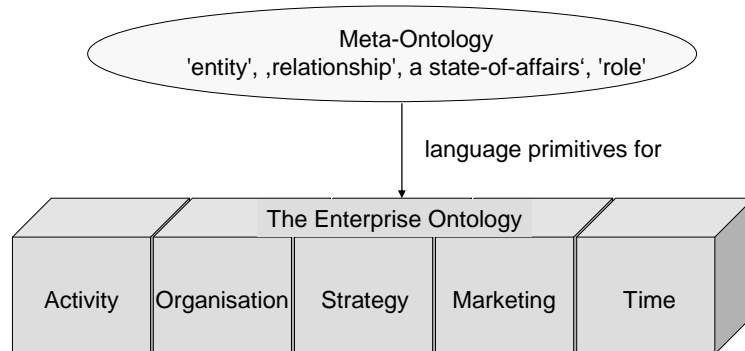 Meta-Ontology
'entity', ‚relationship', a state-of-affairs‘, 'role'
language primitives for
The Enterprise Ontology
Activity Organisation Strategy Marketing Time